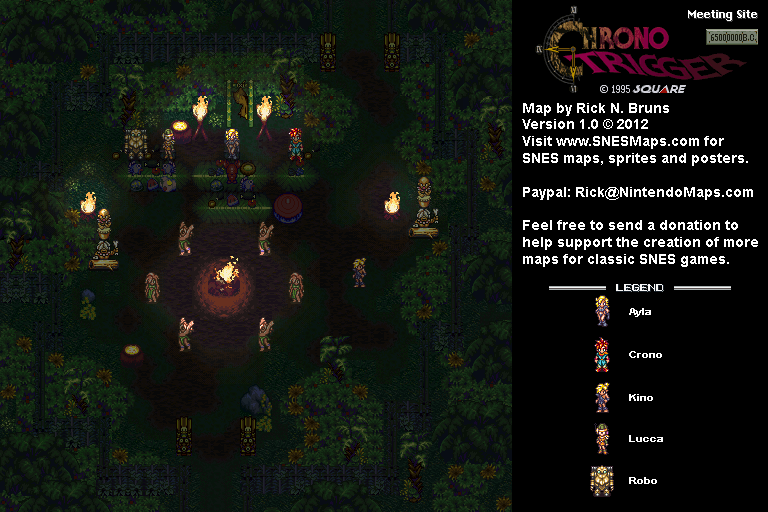 Meeting Site
65000000B.C.
CHRONO
TRIGGER
© 1995 SQUARE
Map by Rick N. Bruns
Version 1.0 © 2012
Visit www.SNESMaps.com for
SNES maps, sprites and posters.
Paypal: Rick@NintendoMaps.com
Feel free to send a donation to
help support the creation of more
maps for classic SNES games.
LEGEND
Ayla
Crono
Kino
Lucca
Robo